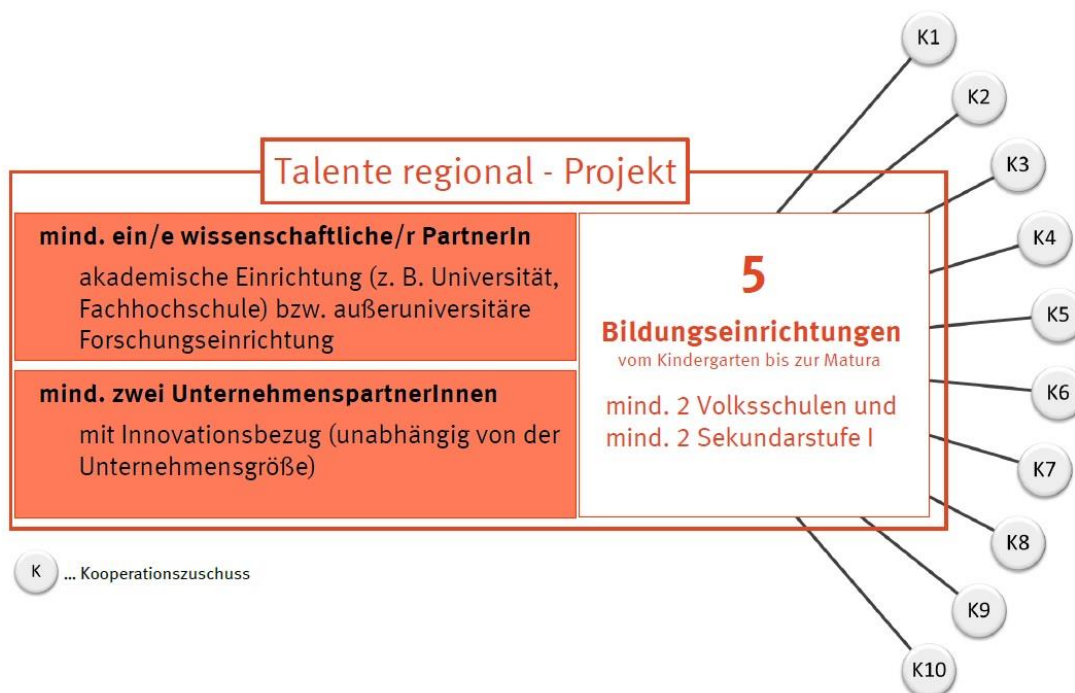 Talente regional - Projekt
mind. ein/e wissenschaftliche/r PartnerIn
akademische Einrichtung (z. B. Universität,
Fachhochschule) bzw. außeruniversitäre
Forschungseinrichtung
mind. zwei UnternehmenspartnerInnen
mit Innovationsbezug (unabhängig von der
Unternehmensgröße)
5
Bildungseinrichtungen
vom Kindergarten bis zur Matura
mind. 2 Volksschulen und
mind. 2 Sekundarstufe I
K1
K2
K3
K4
K5
K6
K7
K8
K9
K10
K ... Kooperationszuschuss